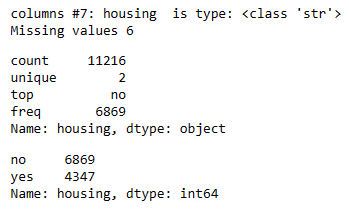 columns #7: housing  is type: <class 'str'>
Missing values 6
count     11216
unique        2
top          no
freq       6869
Name: housing, dtype: object
no     6869
yes    4347
Name: housing, dtype: int64